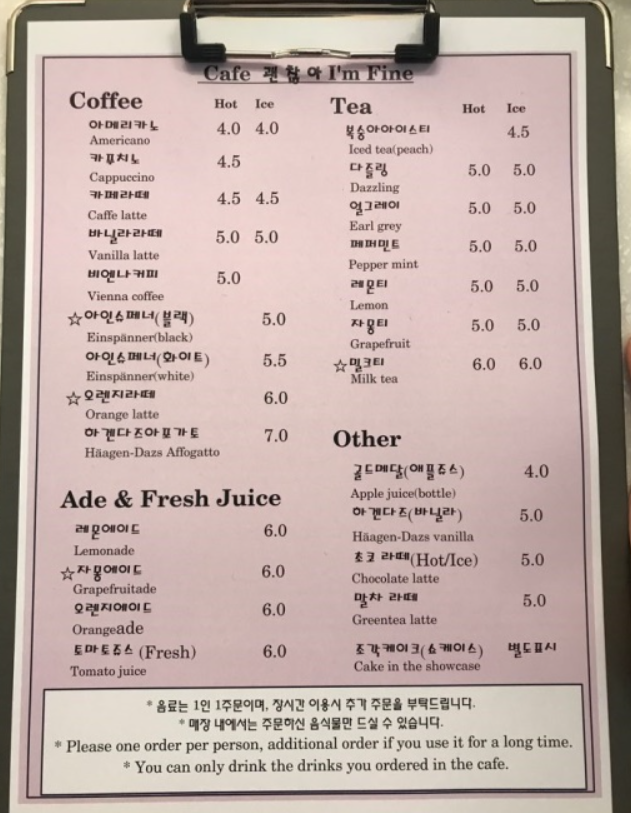 Cafe 괜찮아 I'm Fine
Coffee Hot Ice
아메리카노 4.0 4.0
Americano
카푸치노 4.5
Cappuccino
카페라떼 4.5 4.5
Caffe latte
바닐라라떼 5.0 5.0
Vanilla latte
비엔나커피 5.0
Vienna coffee
☆아인슈페너(블랙) 5.0
Einspänner(black)
아인슈페너(화이트) 5.5
Einspänner(white)
☆오렌지라떼 6.0
Orange latte
하겐다즈아포가토 7.0
Häagen-Dazs Affogatto
Ade & Fresh Juice
레몬에이드 6.0
Lemonade
☆자몽에이드 6.0
Grapefruitade
오렌지에이드 6.0
Orangeade
토마토쥬스 (Fresh) 6.0
Tomato juice
Tea Hot Ice
복숭아아이스티 4.5
Iced tea(peach)
다즐링 5.0 5.0
Dazzling
얼그레이 5.0 5.0
Earl grey
페퍼민트 5.0 5.0
Pepper mint
레몬티 5.0 5.0
Lemon
자몽티 5.0 5.0
Grapefruit
☆밀크티 6.0 6.0
Milk tea
Other
골드메달(애플쥬스) 4.0
Apple juice(bottle)
하겐다즈(바닐라) 5.0
Häagen-Dazs vanilla
초코 라떼(Hot/Ice) 5.0
Chocolate latte
말차 라떼 5.0
Greentea latte
조각케이크(쇼케이스) 별도표시
Cake in the showcase
* 음료는 1인 1주문이며, 장시간 이용시 추가 주문을 부탁드립니다.
* 매장 내에서는 주문하신 음식물만 드실 수 있습니다.
* Please one order per person, additional order if you use it for a long time.
* You can only drink the drinks you ordered in the cafe.